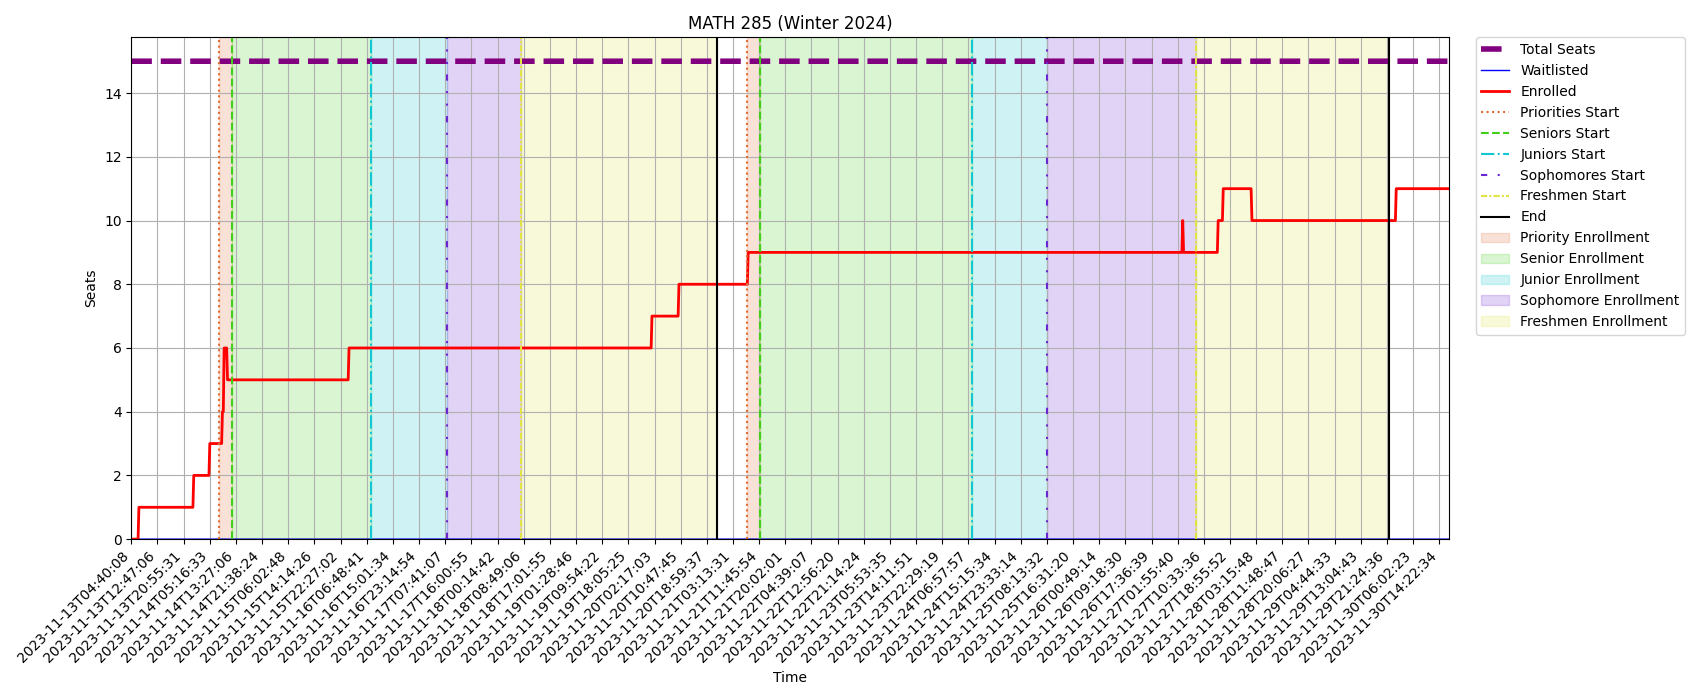 MATH 285 (Winter 2024)
14
12
10
8
6
4
2
0
Seats
2023-11-13T04:40:08
2023-11-13T12:47:06
2023-11-13T20:55:31
2023-11-14T05:16:33
2023-11-14T13:27:06
2023-11-14T21:38:24
2023-11-15T06:02:48
2023-11-15T14:14:26
2023-11-15T22:27:02
2023-11-16T06:48:41
2023-11-16T15:01:34
2023-11-16T23:14:54
2023-11-17T07:41:07
2023-11-17T16:00:55
2023-11-18T00:14:42
2023-11-18T08:49:06
2023-11-18T17:01:55
2023-11-19T01:28:46
2023-11-19T09:54:22
2023-11-19T18:05:25
2023-11-20T02:17:03
2023-11-20T10:47:45
2023-11-20T18:59:37
2023-11-21T03:13:31
2023-11-21T11:45:54
2023-11-21T20:02:01
2023-11-22T04:39:07
2023-11-22T12:56:20
2023-11-22T21:14:24
2023-11-23T05:53:35
2023-11-23T14:11:51
2023-11-23T22:29:19
2023-11-24T06:57:57
2023-11-24T15:15:34
2023-11-24T23:33:14
2023-11-25T08:13:32
2023-11-25T16:31:20
2023-11-26T00:49:14
2023-11-26T09:18:30
2023-11-26T17:36:39
2023-11-27T01:55:40
2023-11-27T10:33:36
2023-11-27T18:55:52
2023-11-28T03:15:48
2023-11-28T11:48:47
2023-11-28T20:06:27
2023-11-29T04:44:33
2023-11-29T13:04:43
2023-11-29T21:24:36
2023-11-30T06:02:23
2023-11-30T14:22:34
Time
Total Seats
Waitlisted
Enrolled
Priorities Start
Seniors Start
Juniors Start
Sophomores Start
Freshmen Start
End
Priority Enrollment
Senior Enrollment
Junior Enrollment
Sophomore Enrollment
Freshmen Enrollment